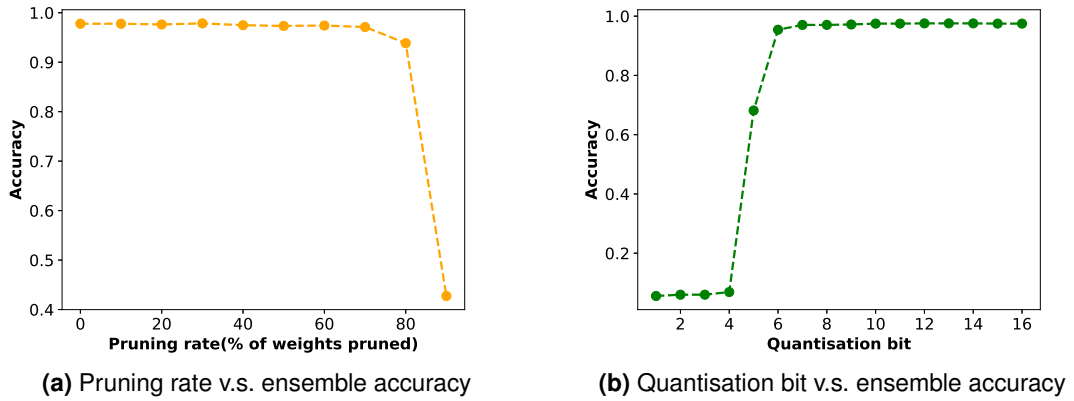 1.0
0.9
0.8
0.7
0.6
0.5
0.4
Accuracy
0 20 40 60 80
Pruning rate(% of weights pruned)
(a) Pruning rate v.s. ensemble accuracy
1.0
0.8
0.6
0.4
0.2
Accuracy
2 4 6 8 10 12 14 16
Quantisation bit
(b) Quantisation bit v.s. ensemble accuracy